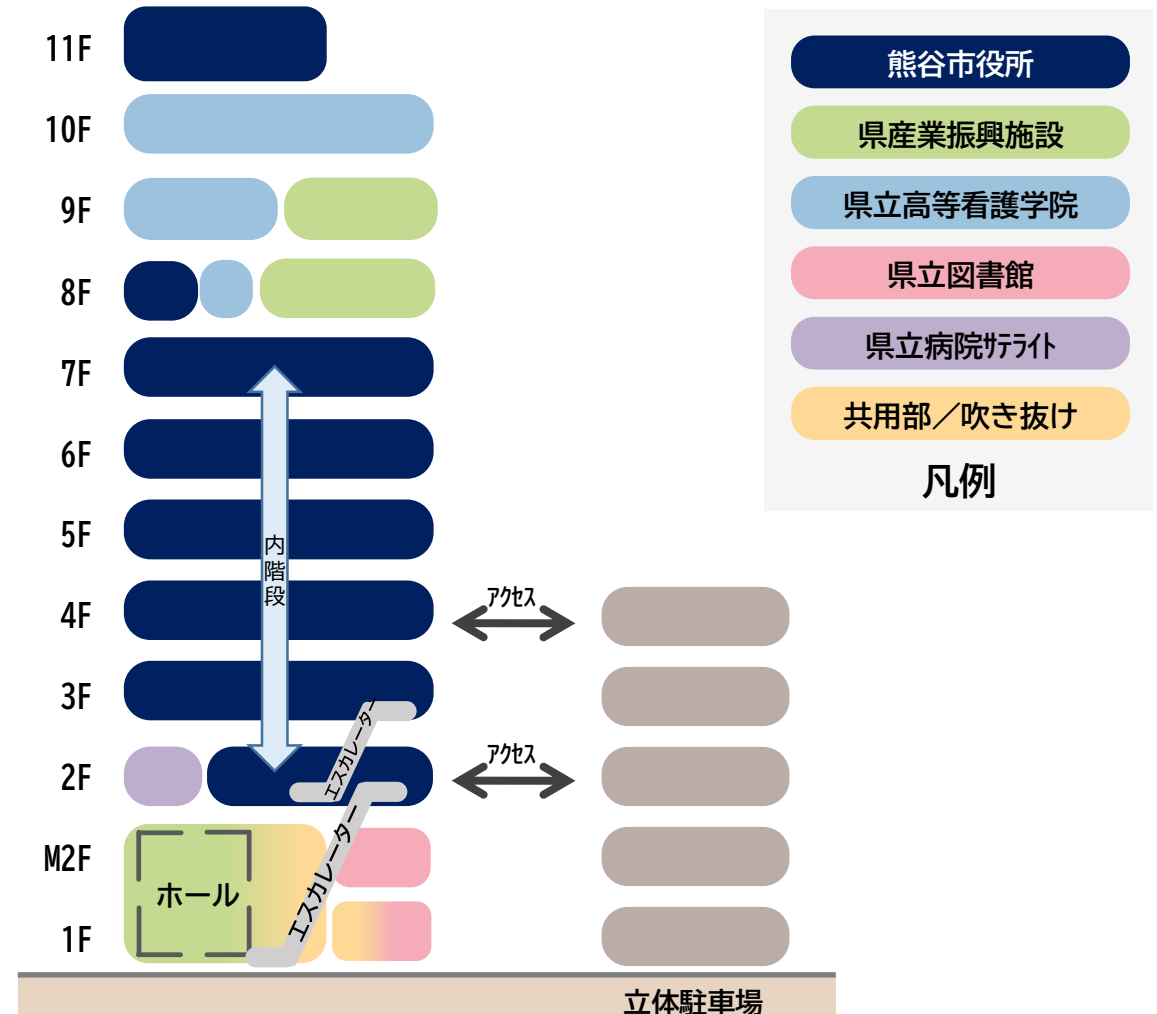 11F
10F
9F
8F
7F
6F
5F
4F
3F
2F
M2F
1F
内階段
アクセス
アクセス
エスカレーター
エスカレーター
ホール
立体駐車場
熊谷市役所
県産業振興施設
県立高等看護学院
県立図書館
県立病院ｻﾃﾗｲﾄ
共用部／吹き抜け
凡例